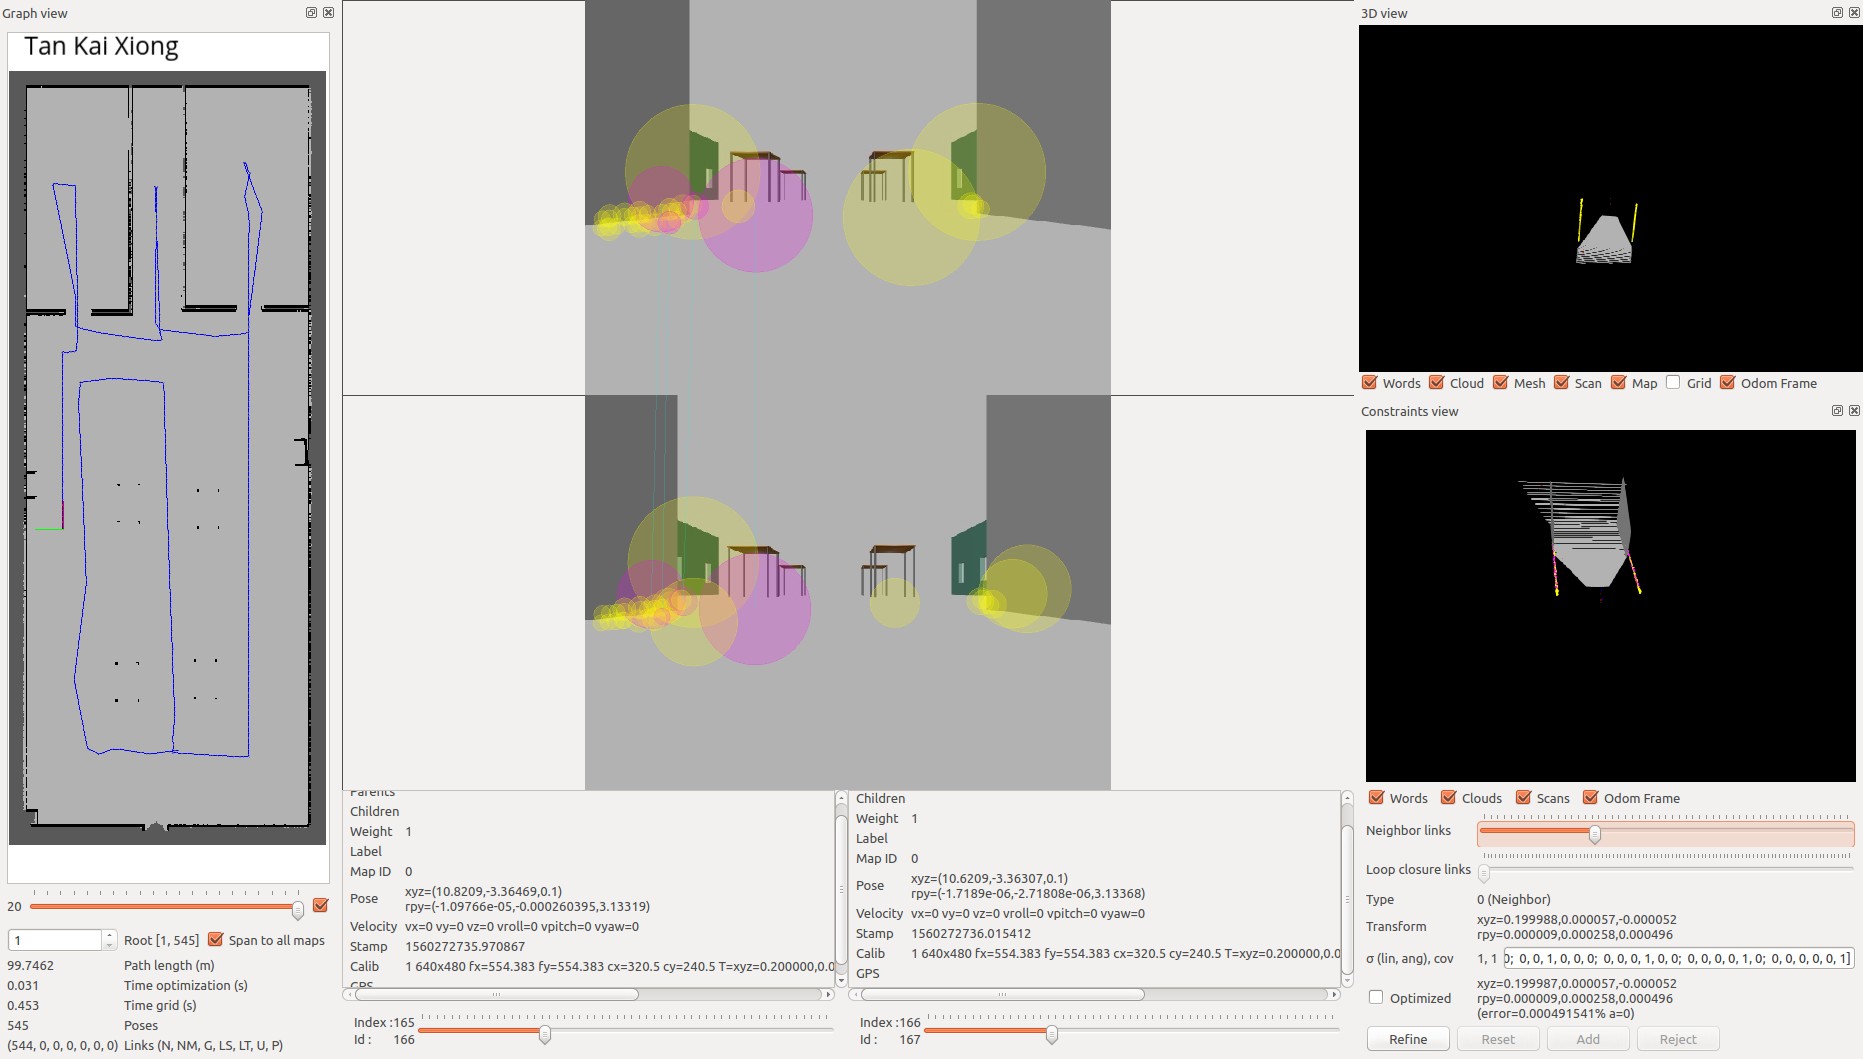 Graph view
Tan Kai Xiong
20
1
Root [1, 545]
Span to all maps
99.7462 Path length (m)
0.031 Time optimization (s)
0.453 Time grid (s)
545 Poses
(544, 0, 0, 0, 0, 0, 0) Links (N, NM, G, LS, LT, U, P)
Parents
Children
Weight 1
Label
Map ID 0
Pose xyz=(10.8209,-3.36469,0.1)
rpy=(-1.09766e-05,-0.000260395,3.13319)
Velocity vx=0 vy=0 vz=0 vroll=0 vpitch=0 vyaw=0
Stamp 1560272735.970867
Calib 1 640x480 fx=554.383 fy=554.383 cx=320.5 cy=240.5 T=xyz=0.200000,0.0
GPS
Index :165
Id : 166
Children
Weight 1
Label
Map ID 0
Pose xyz=(10.6209,-3.36307,0.1)
rpy=(-1.7189e-06,-2.71808e-06,3.13368)
Velocity vx=0 vy=0 vz=0 vroll=0 vpitch=0 vyaw=0
Stamp 1560272736.015412
Calib 1 640x480 fx=554.383 fy=554.383 cx=320.5 cy=240.5 T=xyz=0.200000,0.0
GPS
Index :166
Id : 167
3D view
Words Cloud Mesh Scan Map Grid Odom Frame
Constraints view
Words Clouds Scans Odom Frame
Neighbor links
Loop closure links
Type 0 (Neighbor)
Transform xyz=0.199988,0.000057,-0.000052
rpy=0.000009,0.000258,0.000496
σ (lin, ang), cov 1, 1 0; 0, 0, 1, 0, 0, 0; 0, 0, 0, 1, 0, 0; 0, 0, 0, 0, 1, 0; 0, 0, 0, 0, 0, 1]
Optimized xyz=0.199987,0.000057,-0.000052
rpy=0.000009,0.000258,0.000496
(error=0.000491541% a=0)
Refine Reset Add Reject